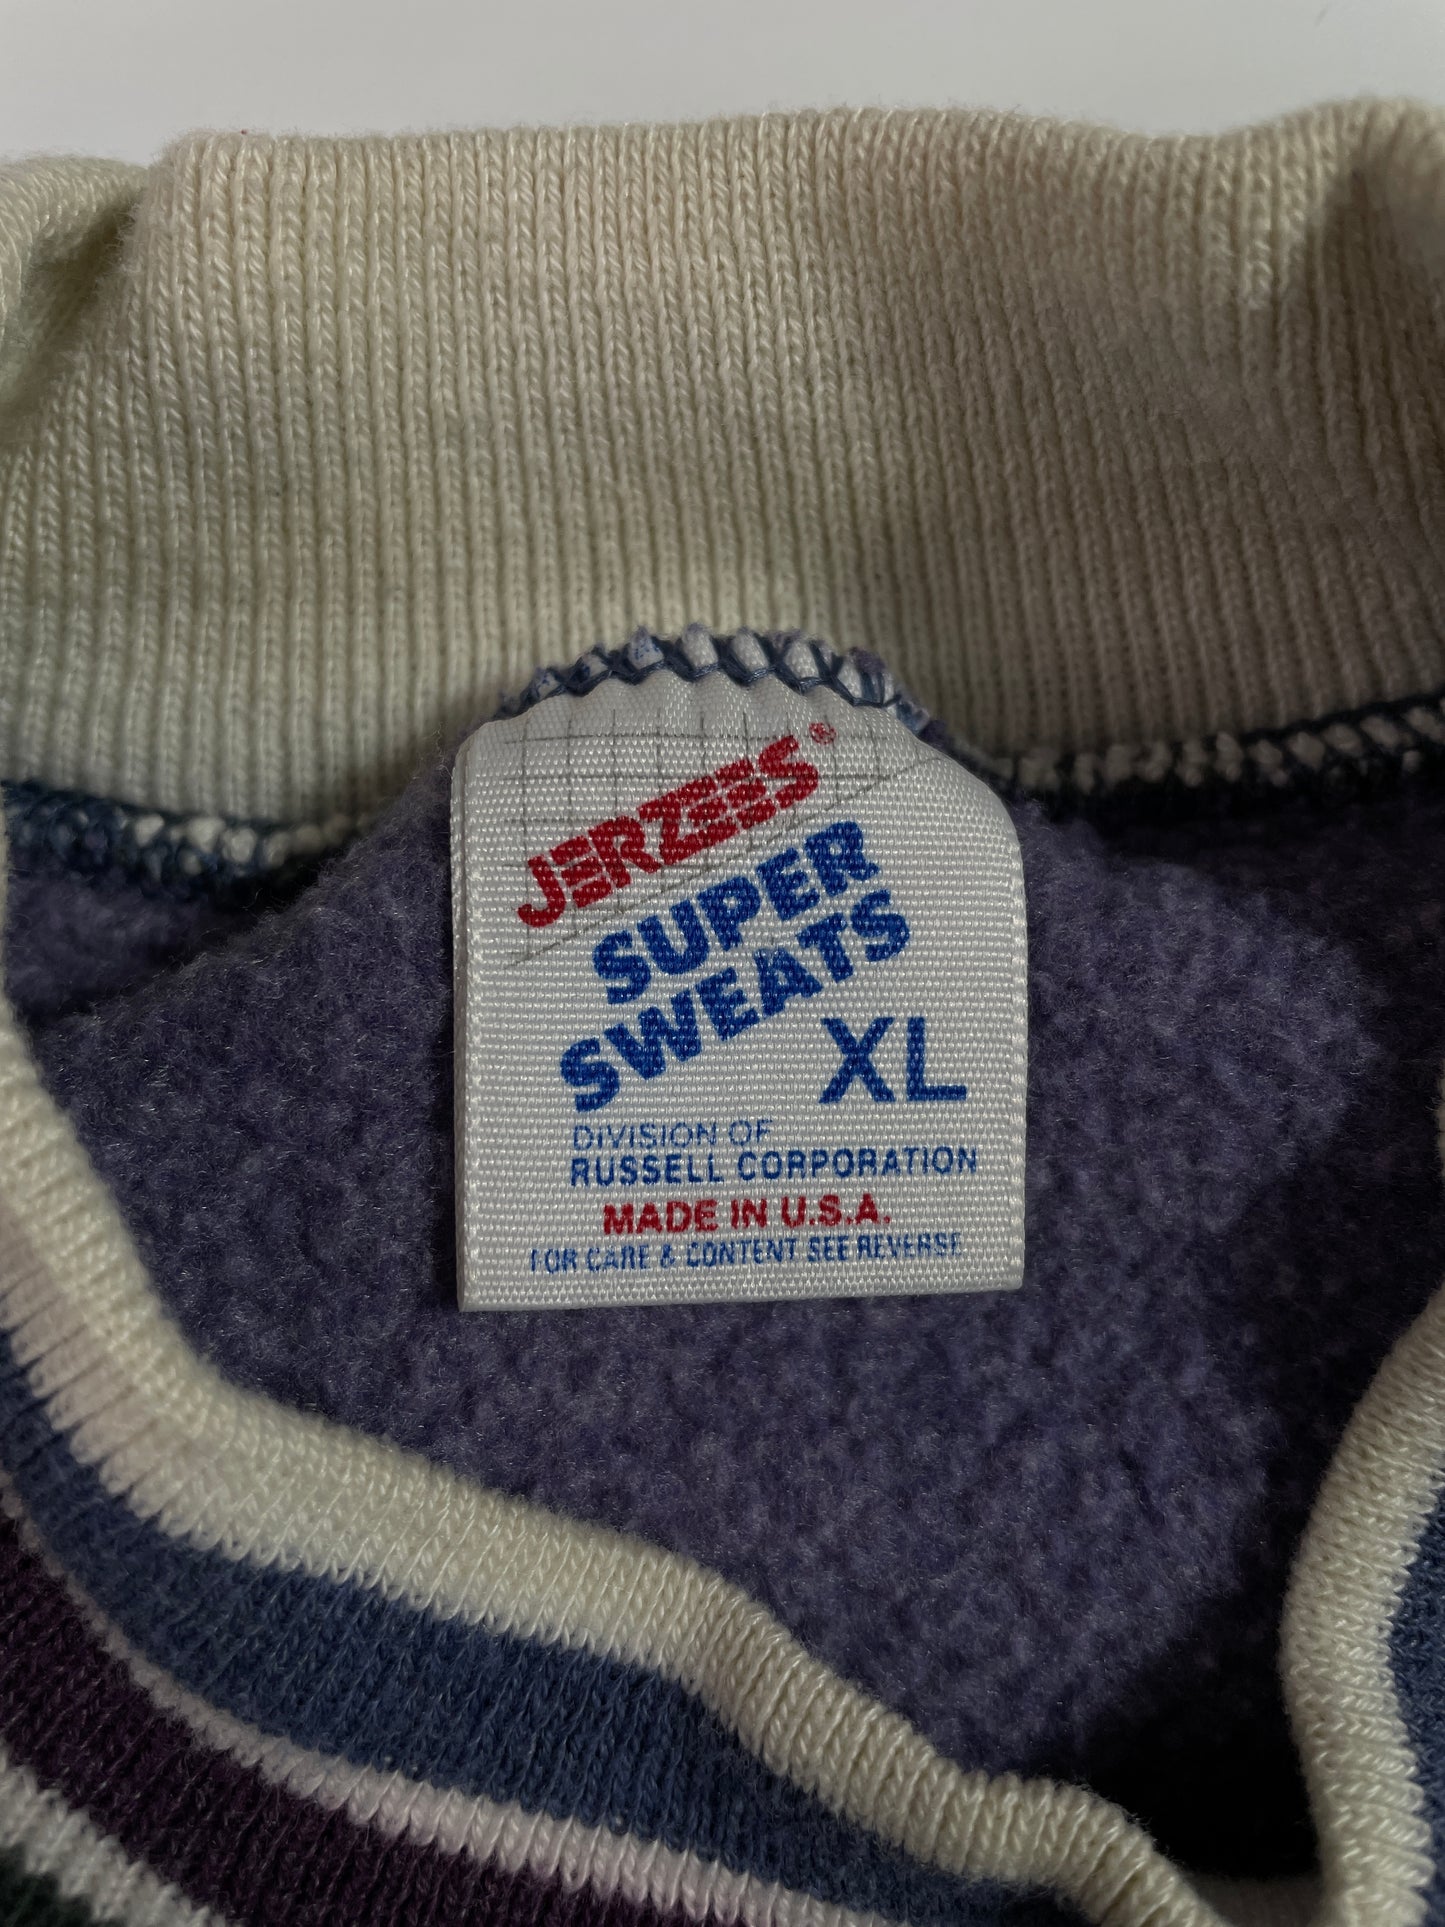 JERZEES®
SUPER
SWEATS
XL
DIVISION OF
RUSSELL CORPORATION
MADE IN U.S.A.
FOR CARE & CONTENT SEE REVERSE